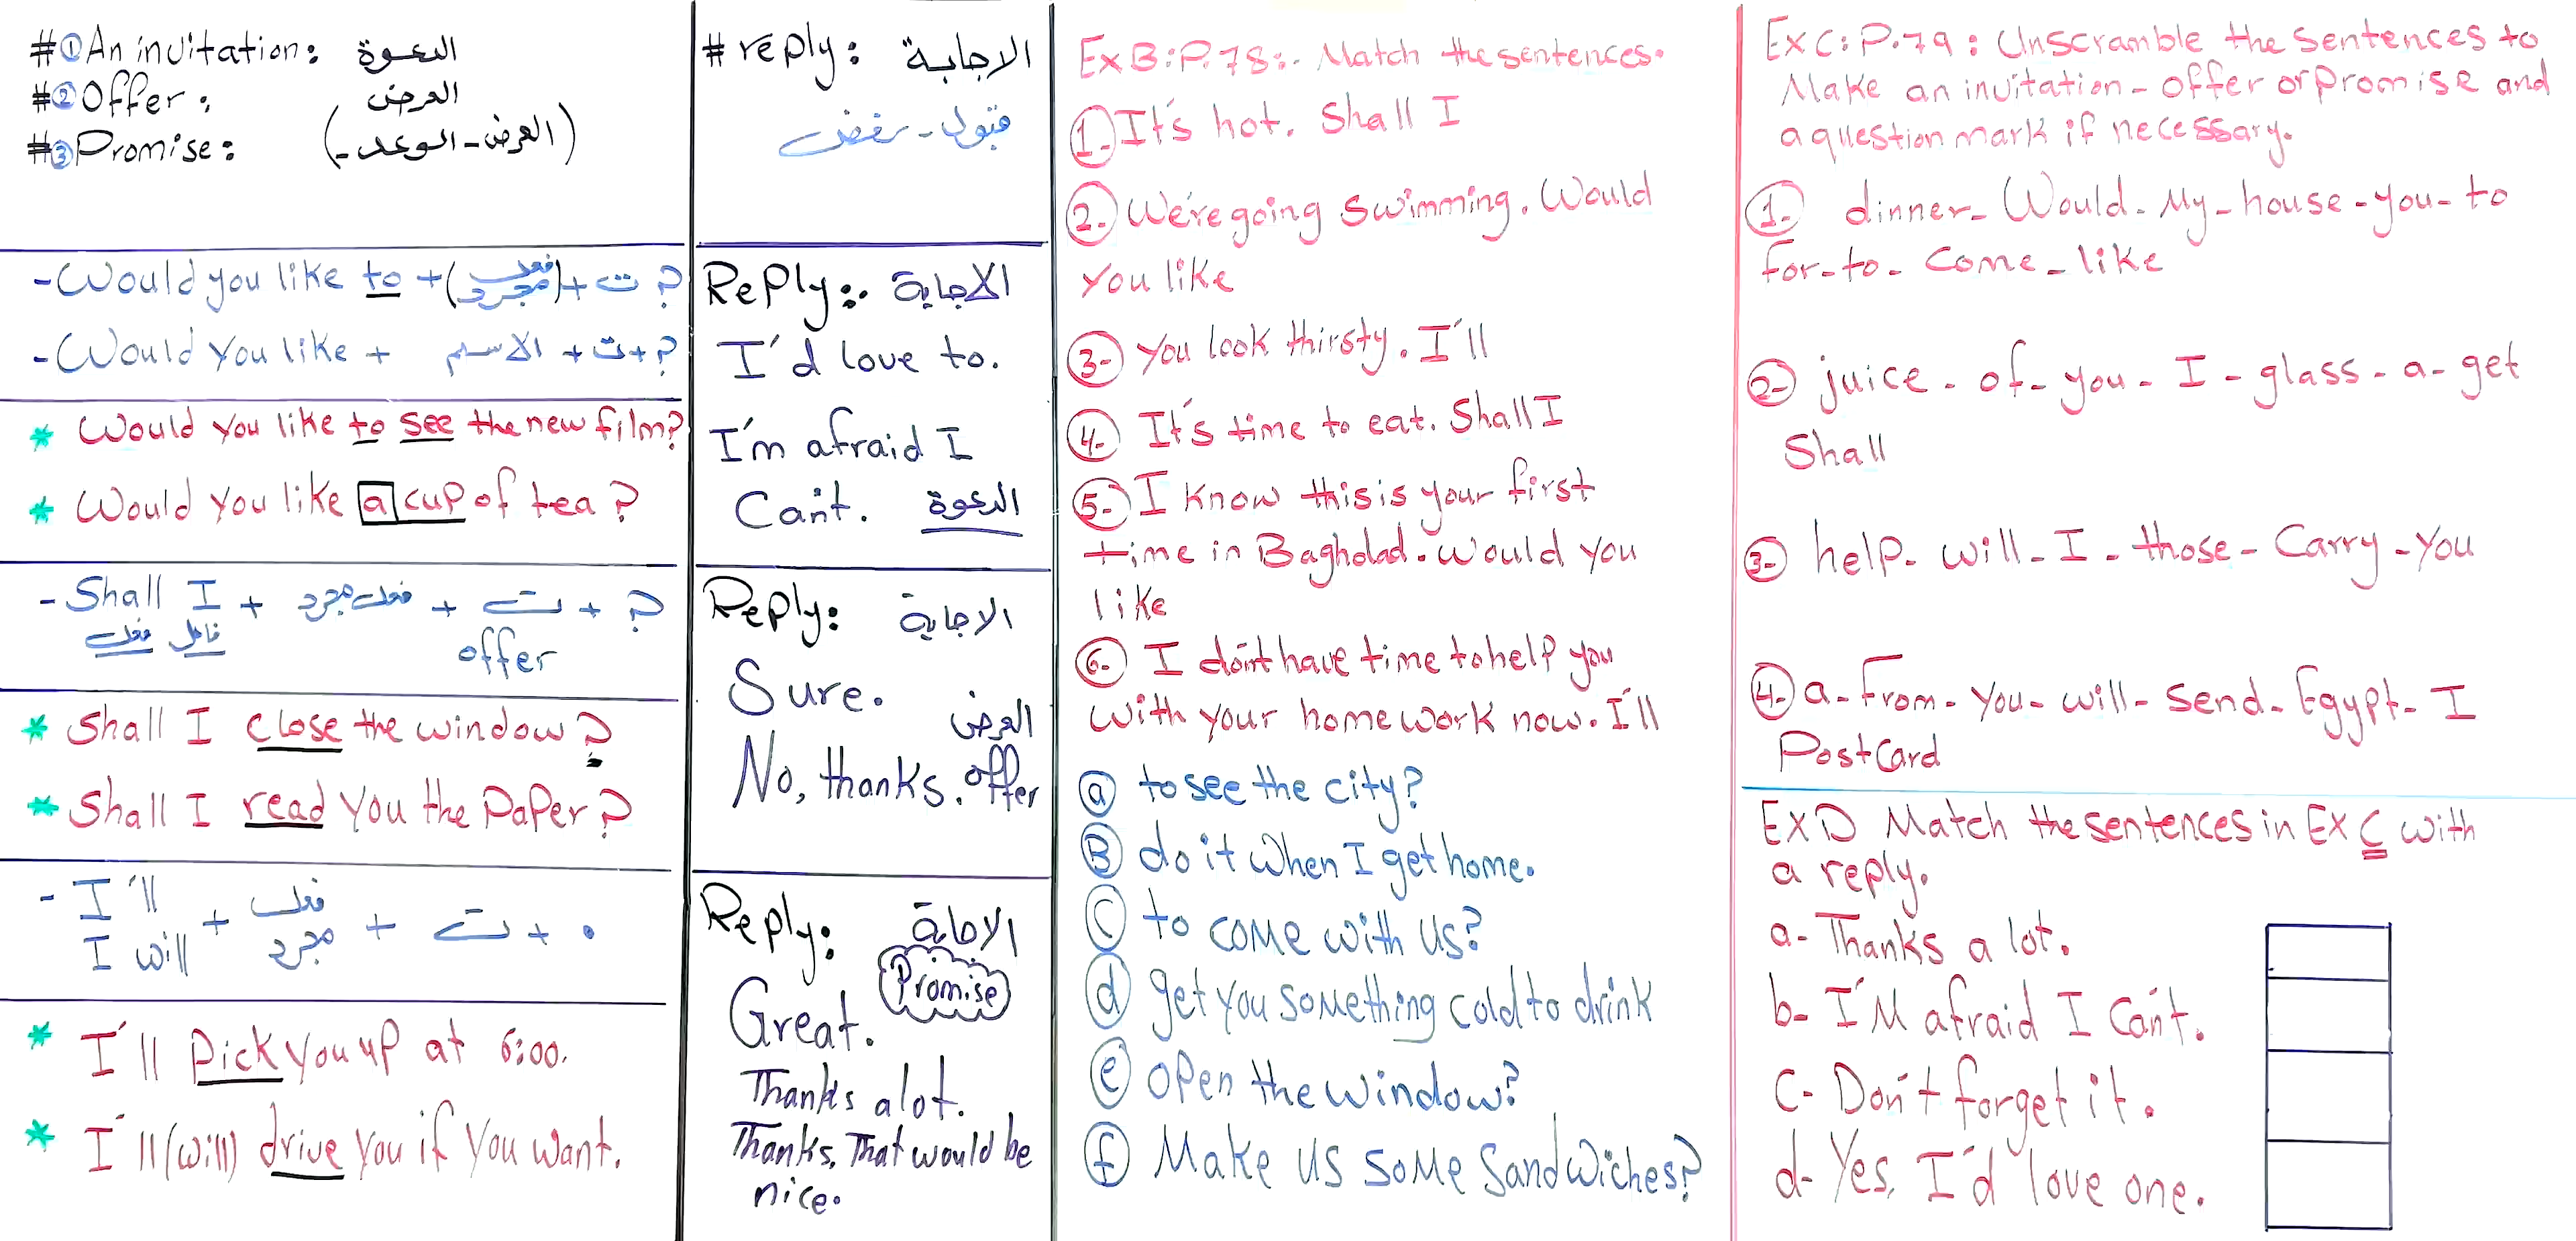 #① An invitation: الدعوة
#② Offer: العرض
#③ Promise: (العرض-الوعد-)
- Would you like to + (فعل مجرد) + ت ?
- Would you like + الاسم + ت + ?
* Would you like to see the new film?
* Would you like a cup of tea?
- Shall I + فعل مجرد + ت + ?
فعل فاعل offer
* Shall I close the window?
* Shall I read you the Paper?
- I'll + فعل مجرد + ت + .
I will
* I'll Pick you up at 6:00.
* I'll (will) drive you if you want.
# reply: الاجابة
قبول - رفض
Reply: الاجابة
I'd love to.
I'm afraid I
Can't. الدعوة
Reply: الاجابة
Sure.
العرض
No, thanks. offer
Reply: الاجابة
Promise
Great.
Thanks a lot.
Thanks. That would be
nice.
Ex B: P. 78:. Match the sentences.
1. It's hot. Shall I
2. We're going swimming. Would
you like
3- you look thirsty. I'll
4. It's time to eat. Shall I
5- I know this is your first
time in Baghdad. Would you
like
6- I don't have time to help you
with your homework now. I'll
a to see the city?
B do it when I get home.
C to come with us?
d get you something cold to drink
e open the window?
f Make us some sandwiches?
Ex C: P. 79: Unscramble the sentences to
Make an invitation - offer or promise and
a question mark if necessary.
1. dinner - Would - My - house - you - to
for - to - come - like
2- juice - of - you - I - glass - a - get
Shall
3- help - will - I - those - Carry - you
4- a - From - you - will - send - Egypt - I
PostCard
Ex D Match the sentences in Ex C with
a reply.
a- Thanks a lot.
b- I'M afraid I Can't.
C- Don't forget it.
d- Yes, I'd love one.